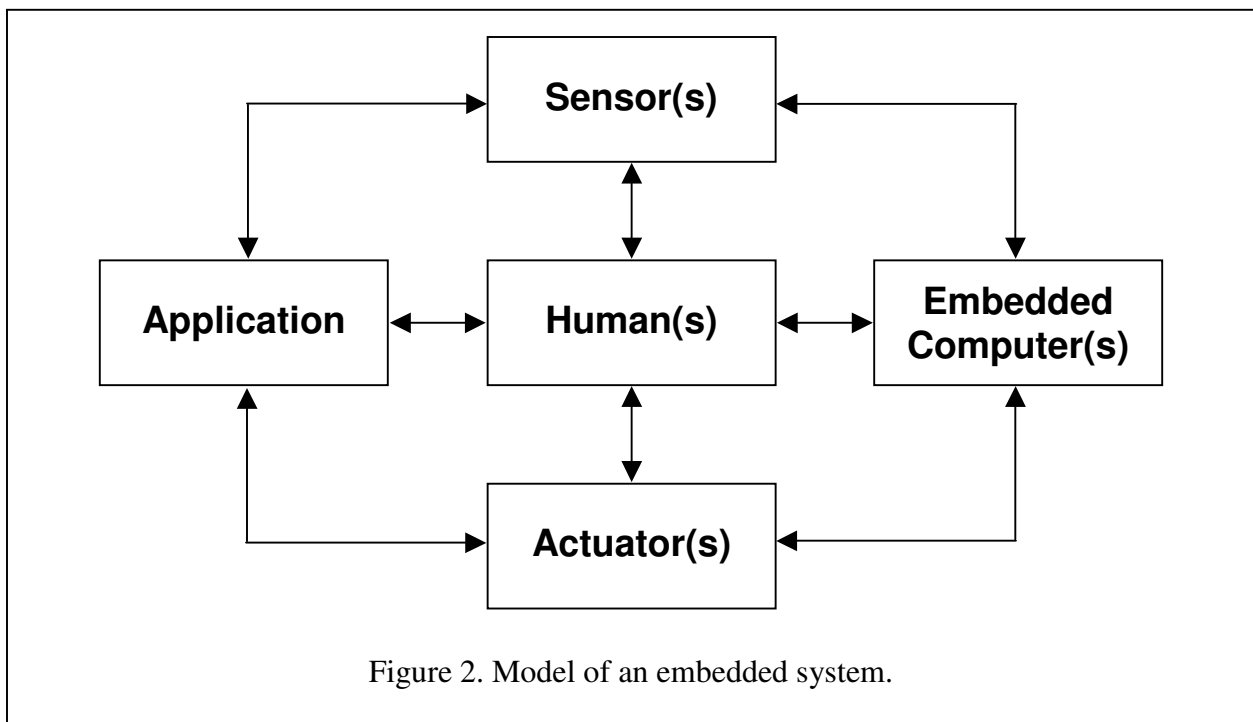 Sensor(s)
Application
Human(s)
Embedded
Computer(s)
Actuator(s)
Figure 2. Model of an embedded system.